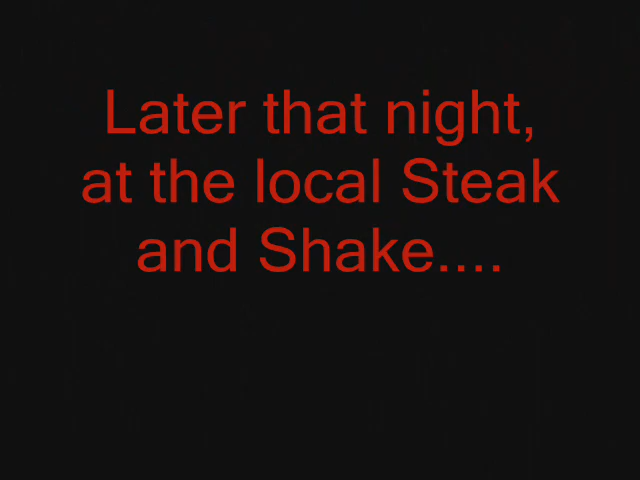 Later that night,
at the local Steak
and Shake....